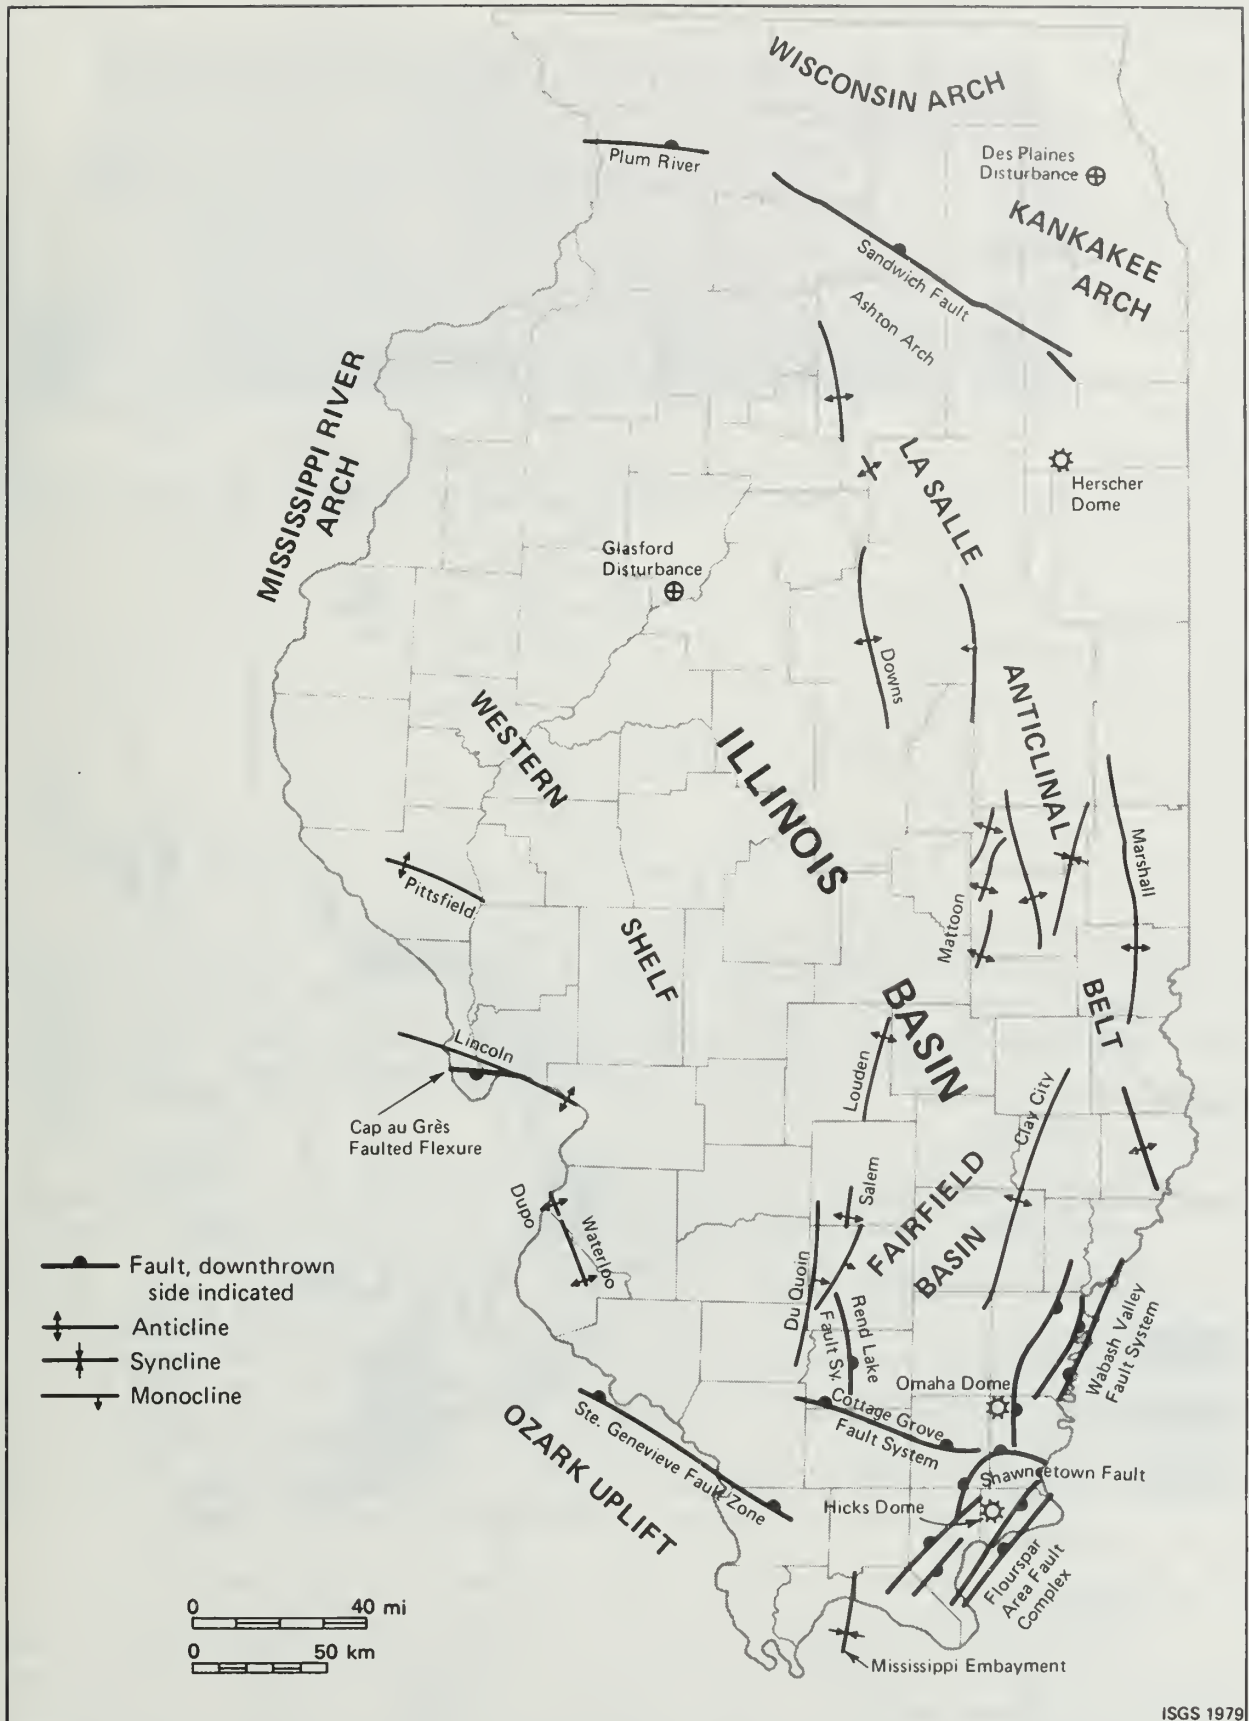 WISCONSIN ARCH
Plum River
Des Plaines
Disturbance
KANKAKEE
ARCH
Sandwich Fault
Ashton Arch
MISSISSIPPI RIVER
ARCH
LA SALLE
Herscher
Dome
Glasford
Disturbance
Downs
ANTICLINAL
WESTERN
ILLINOIS
Marshall
Pittsfield
Mattoon
SHELF
BASIN
BELT
Lincoln
Louden
Clay City
Cap au Grès
Faulted Flexure
Dupo
Waterloo
Salem
FAIRFIELD
BASIN
Fault, downthrown
side indicated
Anticline
Syncline
Monocline
Du Quoin
Rend Lake
Fault Sy.
Wabash Valley
Fault System
Omaha Dome
Cottage Grove
Fault System
Ste. Genevieve Fault Zone
OZARK UPLIFT
Shawneetown Fault
Hicks Dome
Flourspar
Area Fault
Complex
0 40 mi
0 50 km
Mississippi Embayment
ISGS 1979